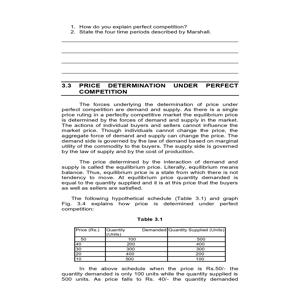 1. How do you explain perfect competition?
2. State the four time periods described by Marshall.
3.3 PRICE DETERMINATION UNDER PERFECT
COMPETITION
The forces underlying the determination of price under
perfect competition are demand and supply. As there is a single
price ruling in a perfectly competitive market the equilibrium price
is determined by the forces of demand and supply in the market.
The actions of individual buyers and sellers cannot influence the
market price. Though individuals cannot change the price, the
aggregate force of demand and supply can change the price. The
demand side is governed by the law of demand based on marginal
utility of the commodity to the buyers. The supply side is governed
by the law of supply and by the cost of production.
The price determined by the interaction of demand and
supply is called the equilibrium price. Literally, equilibrium means
balance. Thus, equilibrium price is a state from which there is not
tendency to move. At equilibrium price quantity demanded is
equal to the quantity supplied and it is at this price that the buyers
as well as sellers are satisfied.
The following hypothetical schedule (Table 3.1) and graph
Fig. 3.4 explains how price is determined under perfect
competition:
Table 3.1
Price (Rs.) Quantity Demanded Quantity Supplied (Units)
(Units)
50 100 500
40 200 400
30 300 300
20 400 200
10 500 100
In the above schedule when the price is Rs.50/- the
quantity demanded is only 100 units while the quantity supplied is
500 units. As price falls to Rs. 40/- the quantity demanded